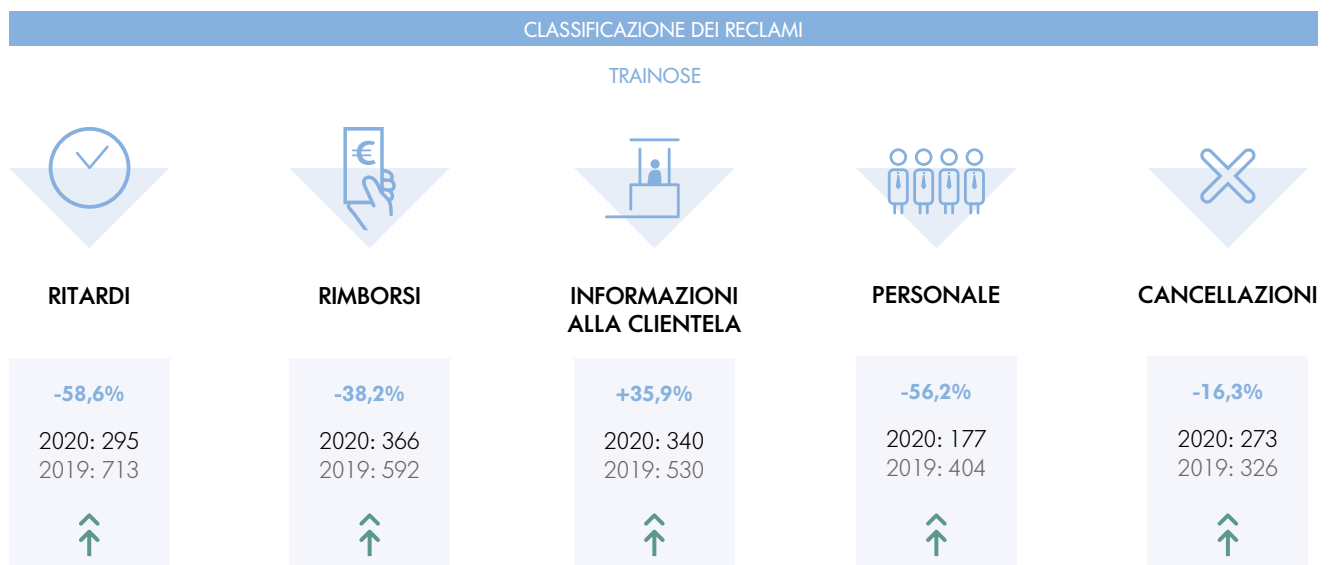 CLASSIFICAZIONE DEI RECLAMI
TRAINOSE
€
RITARDI
-58,6%
2020: 295
2019: 713
RIMBORSI
-38,2%
2020: 366
2019: 592
INFORMAZIONI
ALLA CLIENTELA
+35,9%
2020: 340
2019: 530
PERSONALE
-56,2%
2020: 177
2019: 404
CANCELLAZIONI
-16,3%
2020: 273
2019: 326